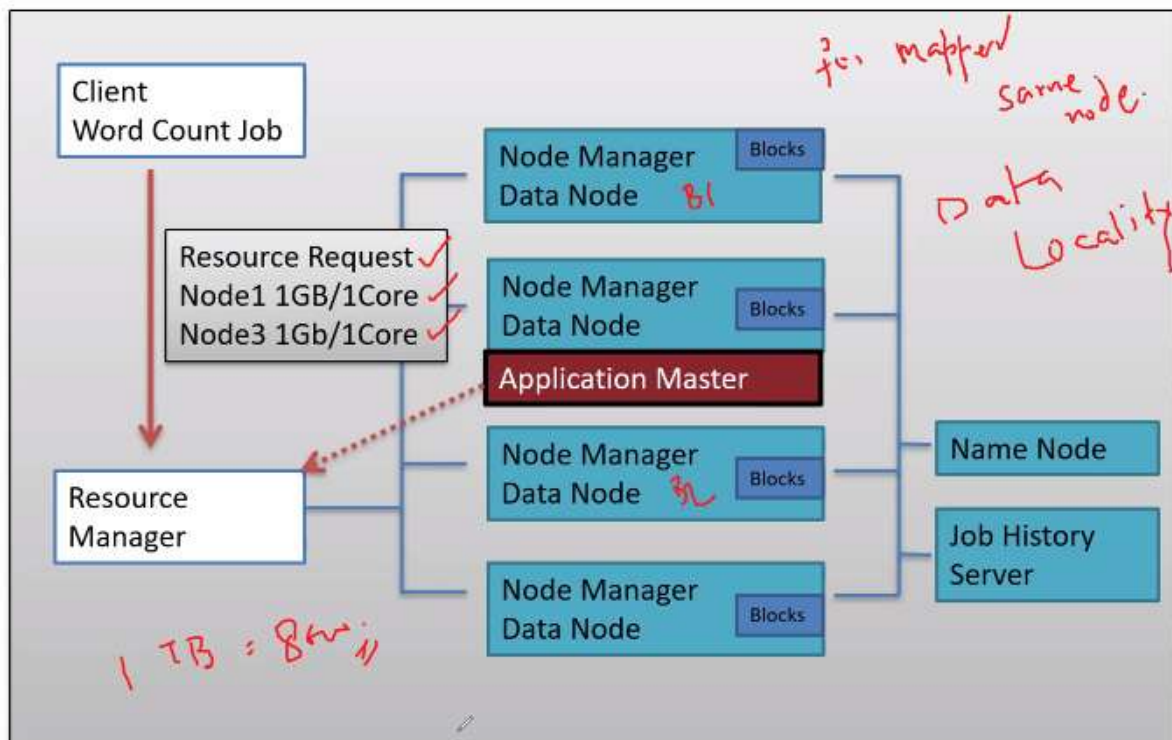 Client
Word Count Job
Resource Request
Node1 1GB/1Core
Node3 1Gb/1Core
Resource
Manager
Node Manager
Data Node B1
Blocks
Node Manager
Data Node
Blocks
Application Master
Node Manager
Data Node B2
Blocks
Node Manager
Data Node
Blocks
Name Node
Job History
Server
mapper
same
node.
Data
Locality
1 TB =